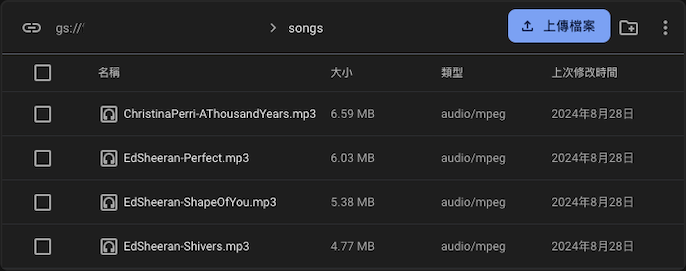 gs:// songs 上傳檔案
名稱 大小 類型 上次修改時間
ChristinaPerri-AThousandYears.mp3 6.59 MB audio/mpeg 2024年8月28日
EdSheeran-Perfect.mp3 6.03 MB audio/mpeg 2024年8月28日
EdSheeran-ShapeOfYou.mp3 5.38 MB audio/mpeg 2024年8月28日
EdSheeran-Shivers.mp3 4.77 MB audio/mpeg 2024年8月28日